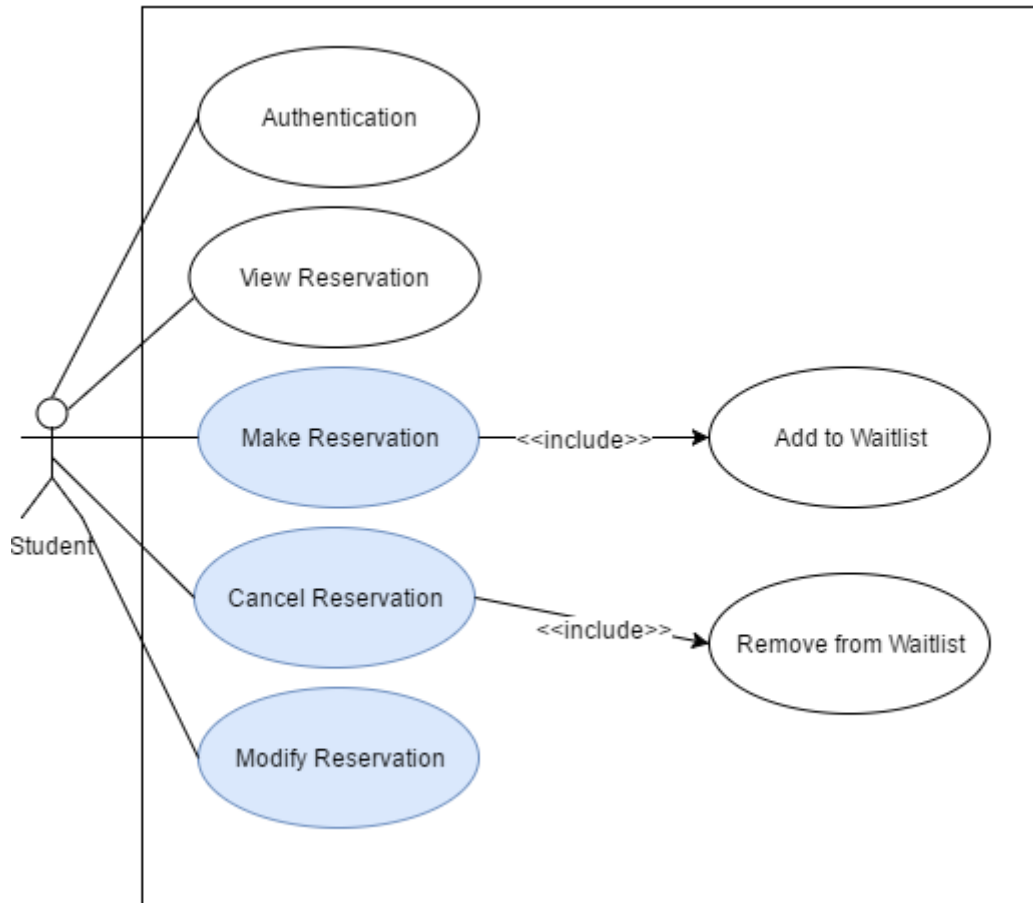 Authentication
View Reservation
Make Reservation
<<include>>
Add to Waitlist
Student
Cancel Reservation
<<include>>
Remove from Waitlist
Modify Reservation